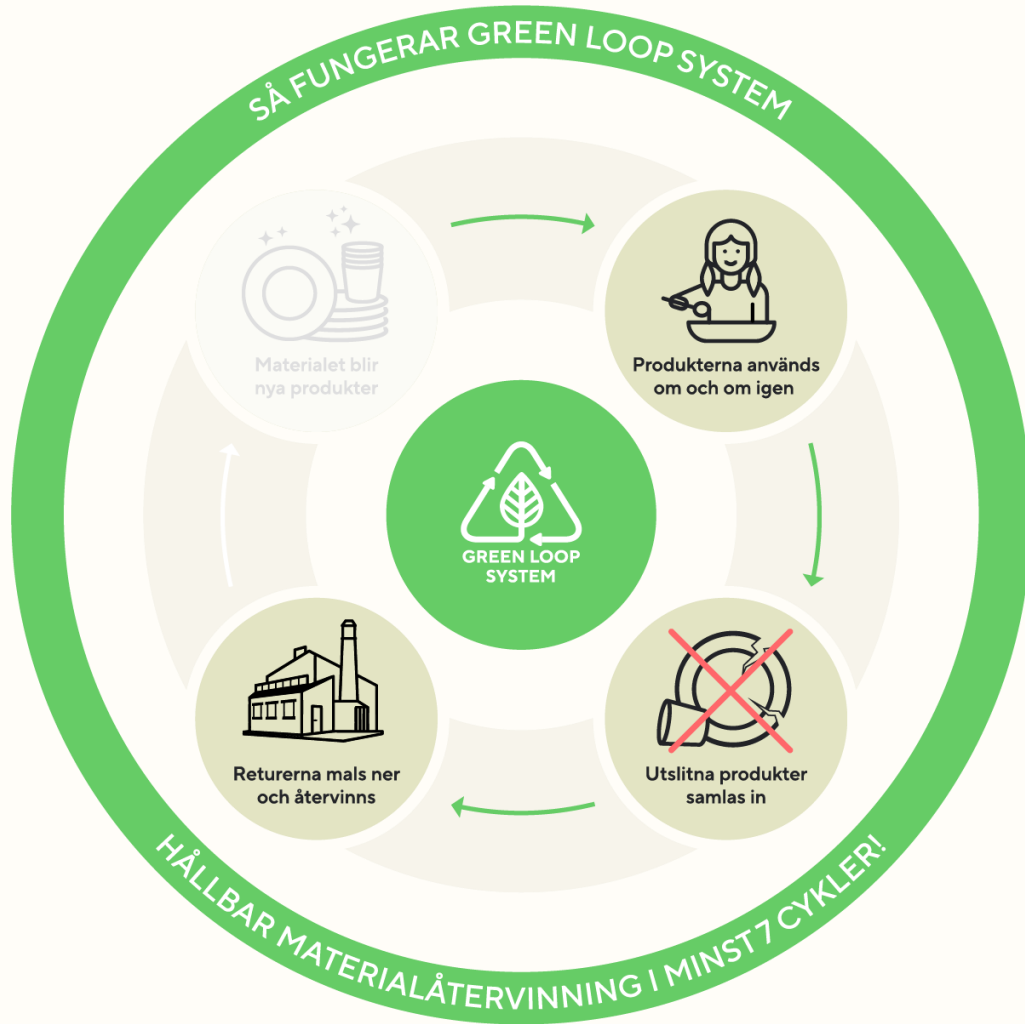 SÅ FUNGERAR GREEN LOOP SYSTEM
Materialet blir
nya produkter
Produkterna används
om och om igen
GREEN LOOP
SYSTEM
Returerna mals ner
och återvinns
Utslitna produkter
samlas in
HÅLLBAR MATERIALÅTERVINNING I MINST 7 CYKLER!